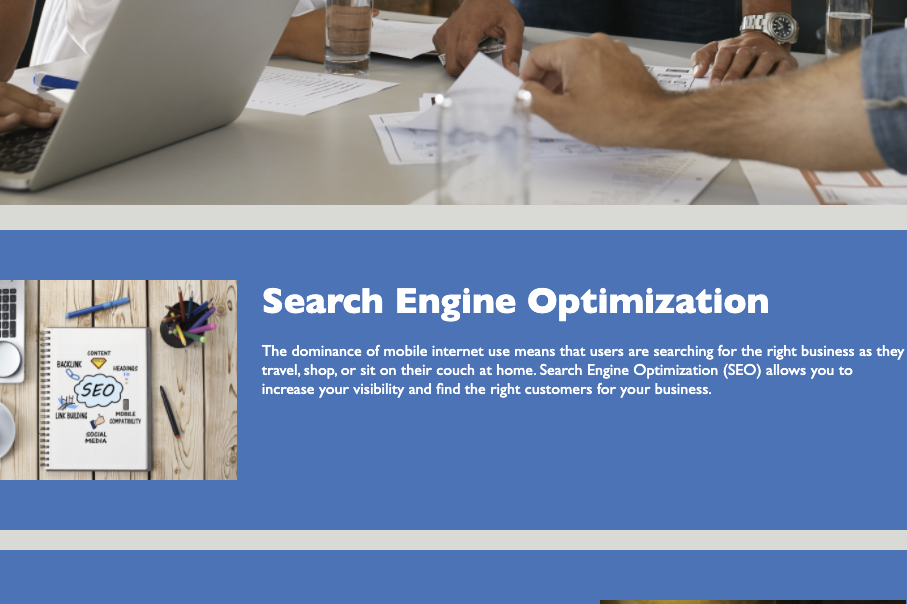 Search Engine Optimization
The dominance of mobile internet use means that users are searching for the right business as they
travel, shop, or sit on their couch at home. Search Engine Optimization (SEO) allows you to
increase your visibility and find the right customers for your business.
CONTENT
BACKLINK
HEADINGS
SEO
LINK BUILDING
MOBILE
COMPATIBILITY
SOCIAL
MEDIA